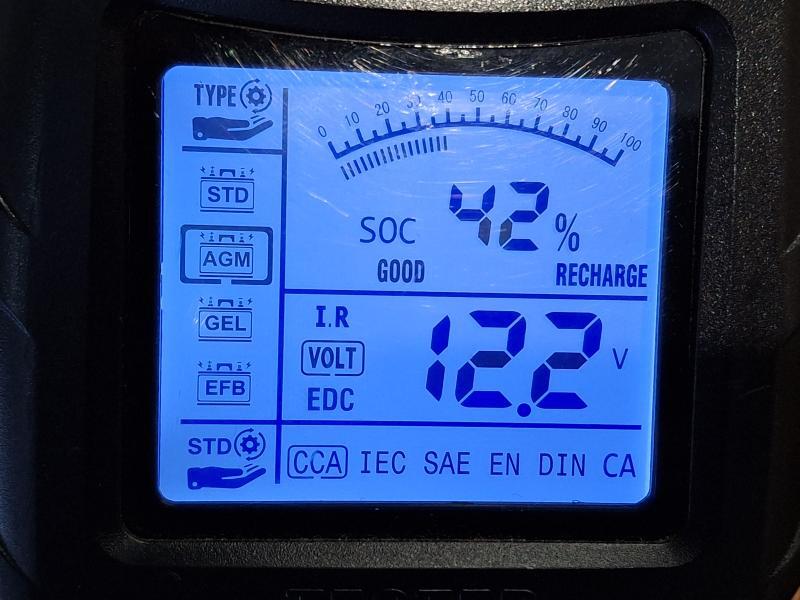 TYPE
0 10 20 30 40 50 60 70 80 90 100
STD
AGM
GEL
EFB
SOC 42 %
GOOD RECHARGE
I.R
VOLT 12.2 V
EDC
STD
CCA IEC SAE EN DIN CA
TESTER